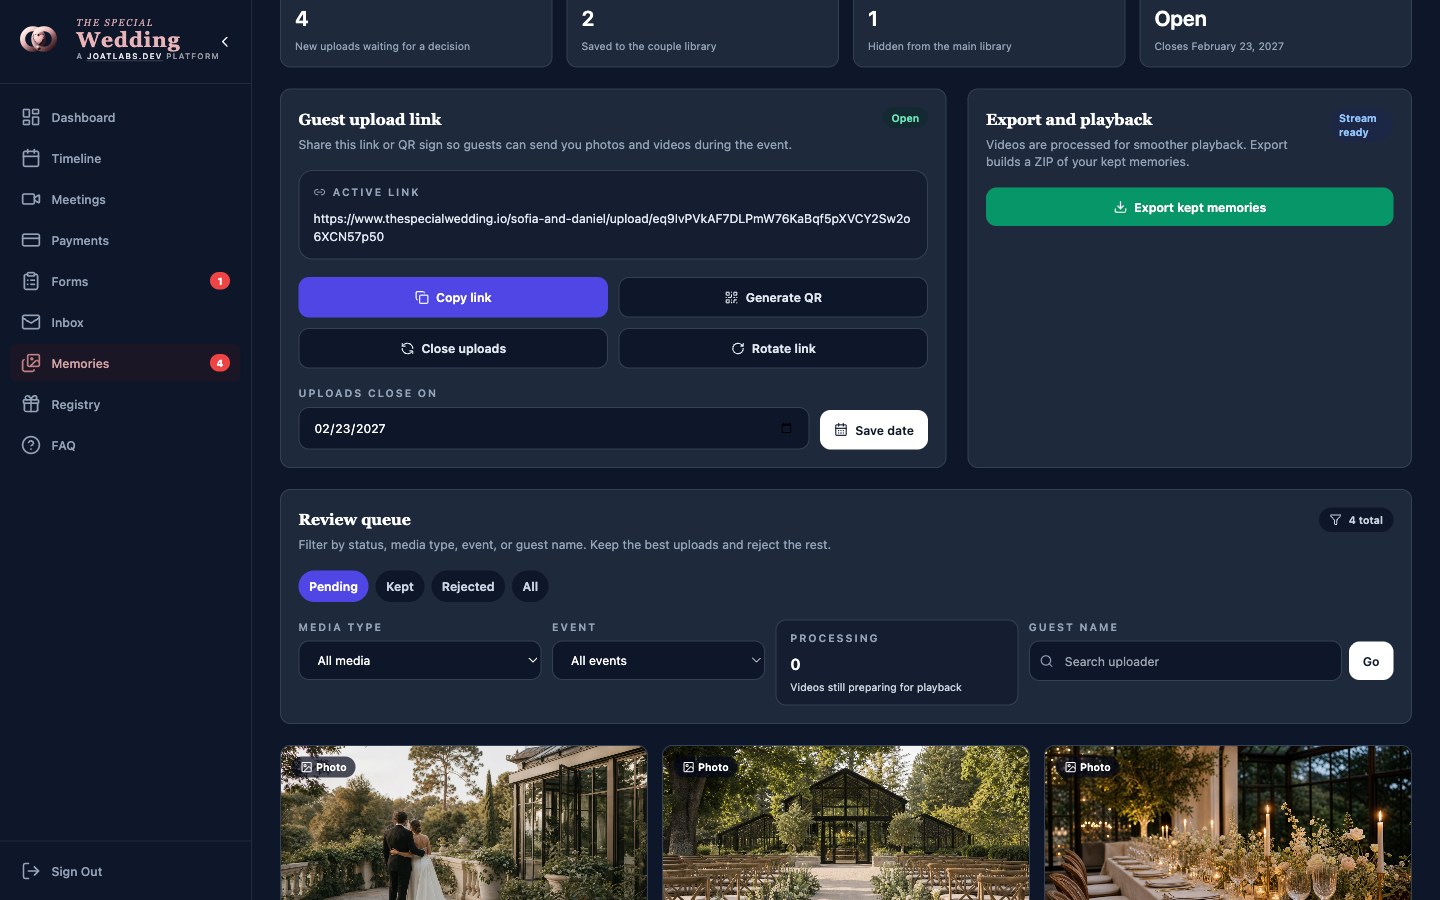 THE SPECIAL
Wedding
A JOATLABS.DEV PLATFORM
Dashboard
Timeline
Meetings
Payments
Forms
1
Inbox
Memories
4
Registry
FAQ
Sign Out
4
New uploads waiting for a decision
2
Saved to the couple library
1
Hidden from the main library
Open
Closes February 23, 2027
Guest upload link
Open
Share this link or QR sign so guests can send you photos and videos during the event.
ACTIVE LINK
https://www.thespecialwedding.io/sofia-and-daniel/upload/eq9IvPVkAF7DLPmW76KaBqf5pXVCY2Sw2o
6XCN57p50
Copy link
Generate QR
Close uploads
Rotate link
UPLOADS CLOSE ON
02/23/2027
Save date
Export and playback
Stream
ready
Videos are processed for smoother playback. Export
builds a ZIP of your kept memories.
Export kept memories
Review queue
4 total
Filter by status, media type, event, or guest name. Keep the best uploads and reject the rest.
Pending
Kept
Rejected
All
MEDIA TYPE
All media
EVENT
All events
PROCESSING
0
Videos still preparing for playback
GUEST NAME
Search uploader
Go
Photo
Photo
Photo